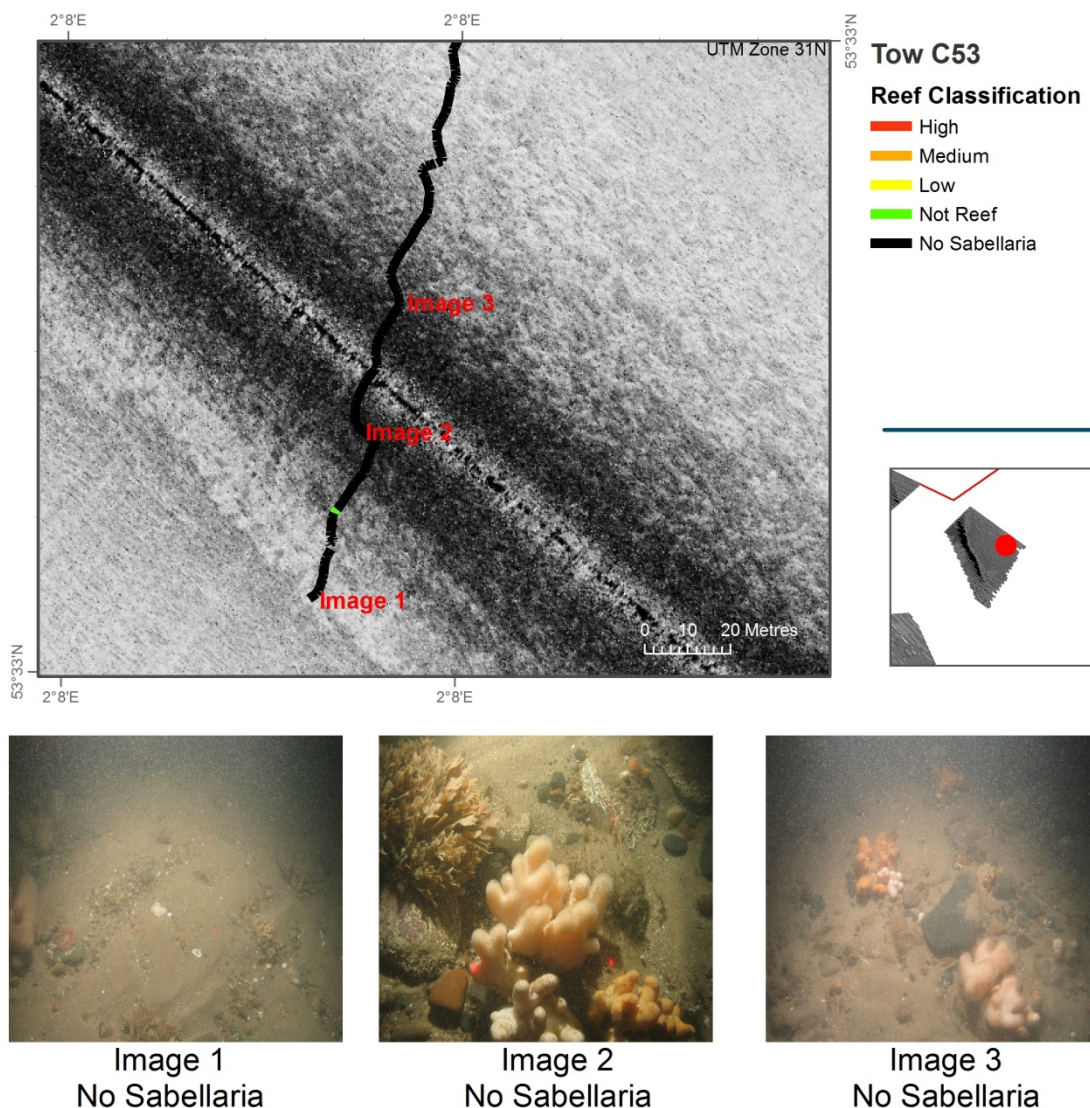 2°8'E
2°8'E
UTM Zone 31N
53°33'N
Tow C53
Reef Classification
High
Medium
Low
Not Reef
No Sabellaria
Image 3
Image 2
Image 1
0 10 20 Metres
53°33'N
2°8'E
2°8'E
Image 1
No Sabellaria
Image 2
No Sabellaria
Image 3
No Sabellaria